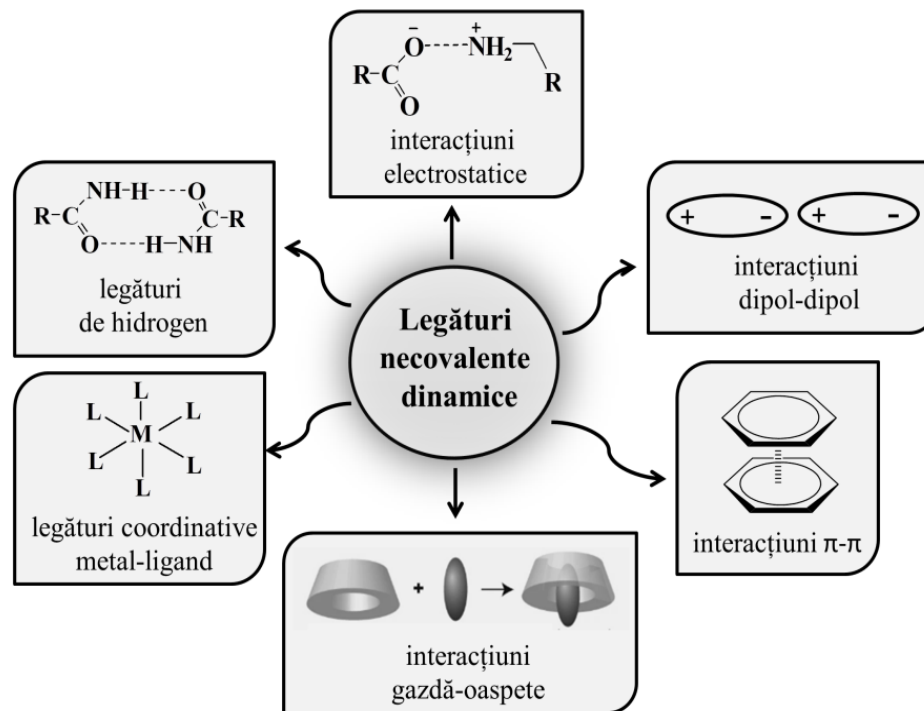 O⁻----⁺NH₂
R-C
O
R
interacțiuni
electrostatice
NH-H----O
R-C
C-R
O----H-NH
legături
de hidrogen
+ - + -
interacțiuni
dipol-dipol
Legături
necovalente
dinamice
L
L L
M
L L
L
legături coordinative
metal-ligand
interacțiuni π-π
+
interacțiuni
gazdă-oaspete